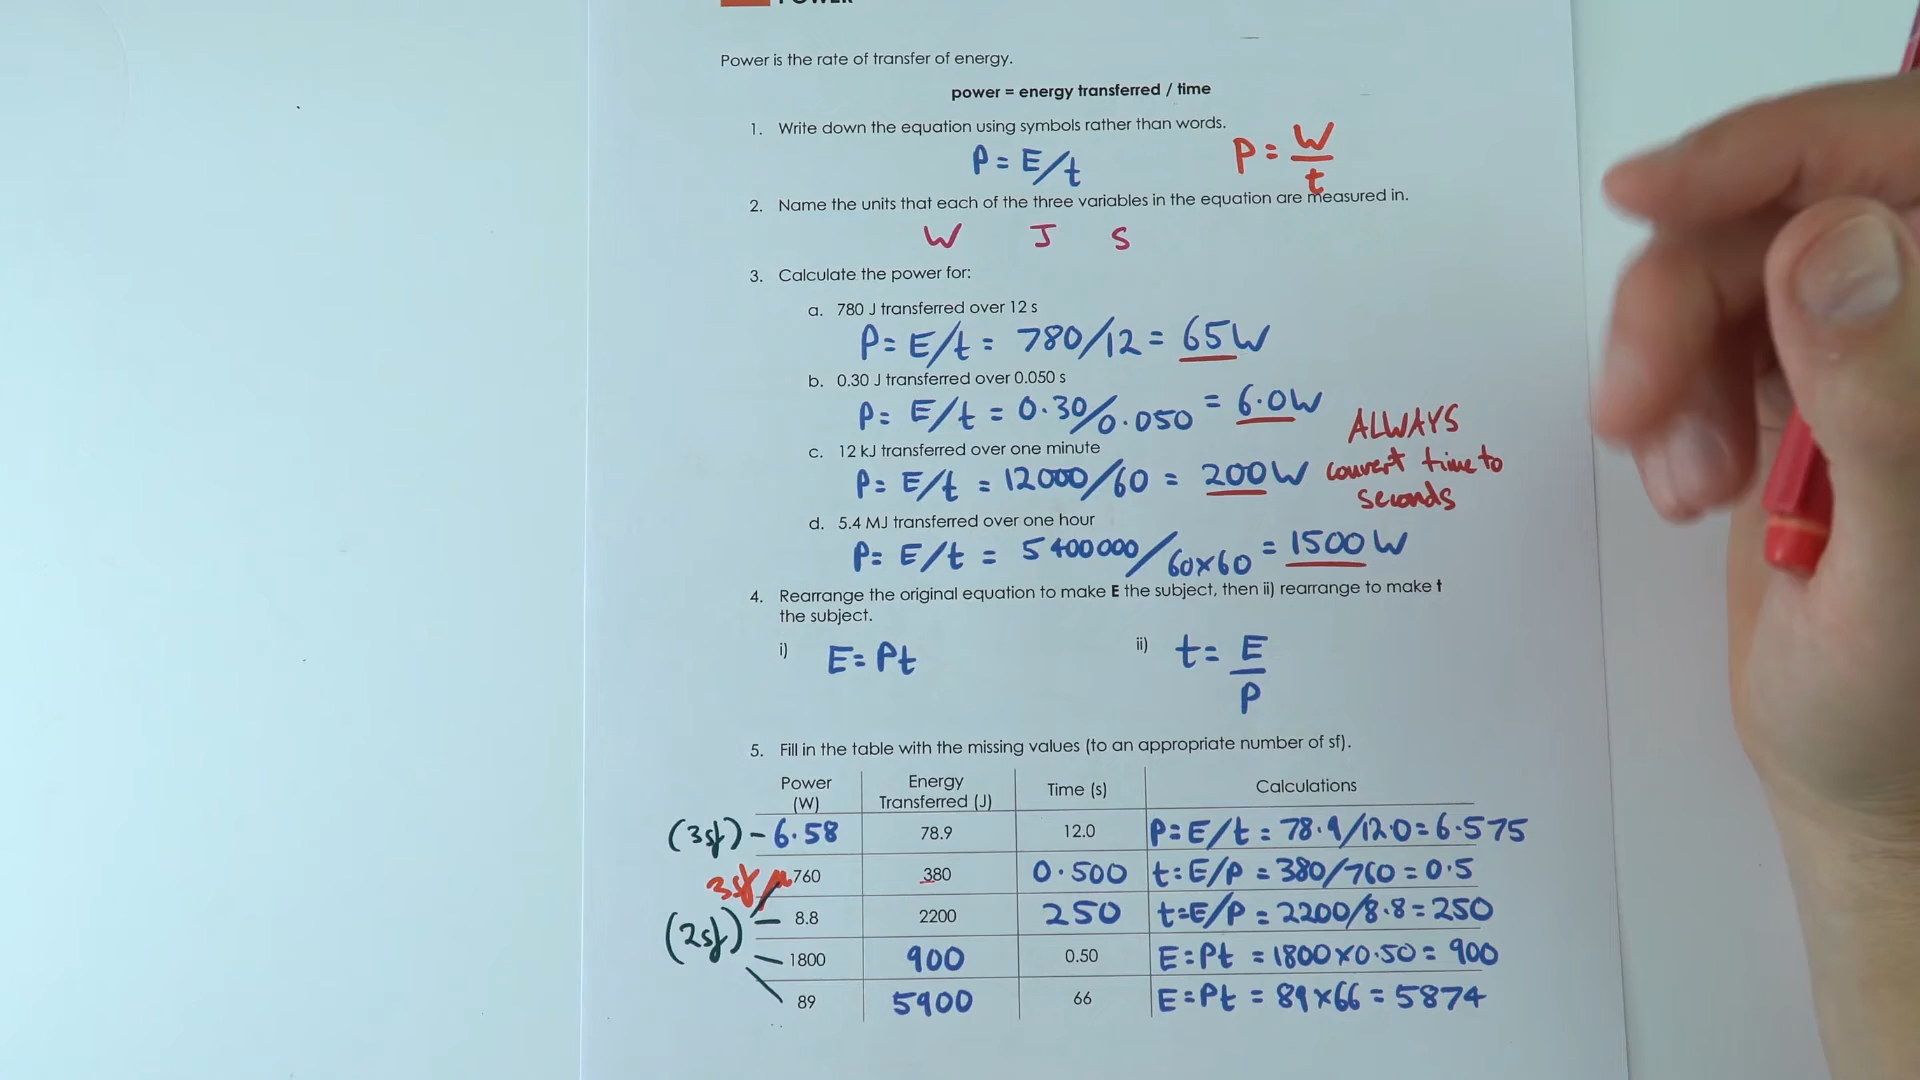 POWER
Power is the rate of transfer of energy.
power = energy transferred / time
1. Write down the equation using symbols rather than words.
P = E/t P = W/t
2. Name the units that each of the three variables in the equation are measured in.
W J S
3. Calculate the power for:
a. 780 J transferred over 12 s
P = E/t = 780/12 = 65W
b. 0.30 J transferred over 0.050 s
P = E/t = 0.30/0.050 = 6.0W
c. 12 kJ transferred over one minute
P = E/t = 12000/60 = 200W
ALWAYS
convert time to
seconds
d. 5.4 MJ transferred over one hour
P = E/t = 5400000/60x60 = 1500W
4. Rearrange the original equation to make E the subject, then ii) rearrange to make t
the subject.
i) E = Pt ii) t = E/P
5. Fill in the table with the missing values (to an appropriate number of sf).
Power (W) Energy Transferred (J) Time (s) Calculations
(3sf) - 6.58 78.9 12.0 P = E/t = 78.9/12.0 = 6.575
3sf 760 380 0.500 t = E/P = 380/760 = 0.5
(2sf) 8.8 2200 250 t = E/P = 2200/8.8 = 250
1800 900 0.50 E = Pt = 1800x0.50 = 900
89 5900 66 E = Pt = 89x66 = 5874